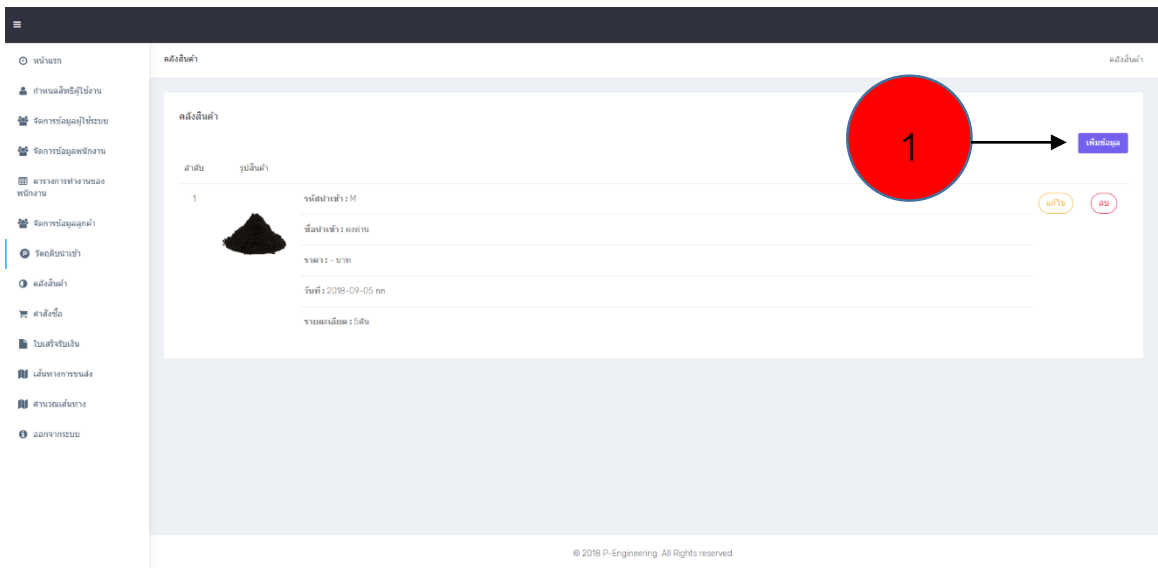 หน้าแรก
กำหนดสิทธิผู้ใช้งาน
จัดการข้อมูลผู้ใช้ระบบ
จัดการข้อมูลพนักงาน
ตารางการทำงานของ
พนักงาน
จัดการข้อมูลลูกค้า
วัตถุดิบนำเข้า
คลังสินค้า
คำสั่งซื้อ
ใบเสร็จรับเงิน
เส้นทางการขนส่ง
คำนวณเส้นทาง
ออกจากระบบ
คลังสินค้า คลังสินค้า
คลังสินค้า
1
เพิ่มข้อมูล
ลำดับ รูปสินค้า
1 รหัสนำเข้า : M แก้ไข ลบ
ชื่อนำเข้า : ผงถ่าน
ราคา : - บาท
วันที่ : 2018-09-05 กก.
รายละเอียด : 5ตัน
© 2018 P-Engineering. All Rights reserved.